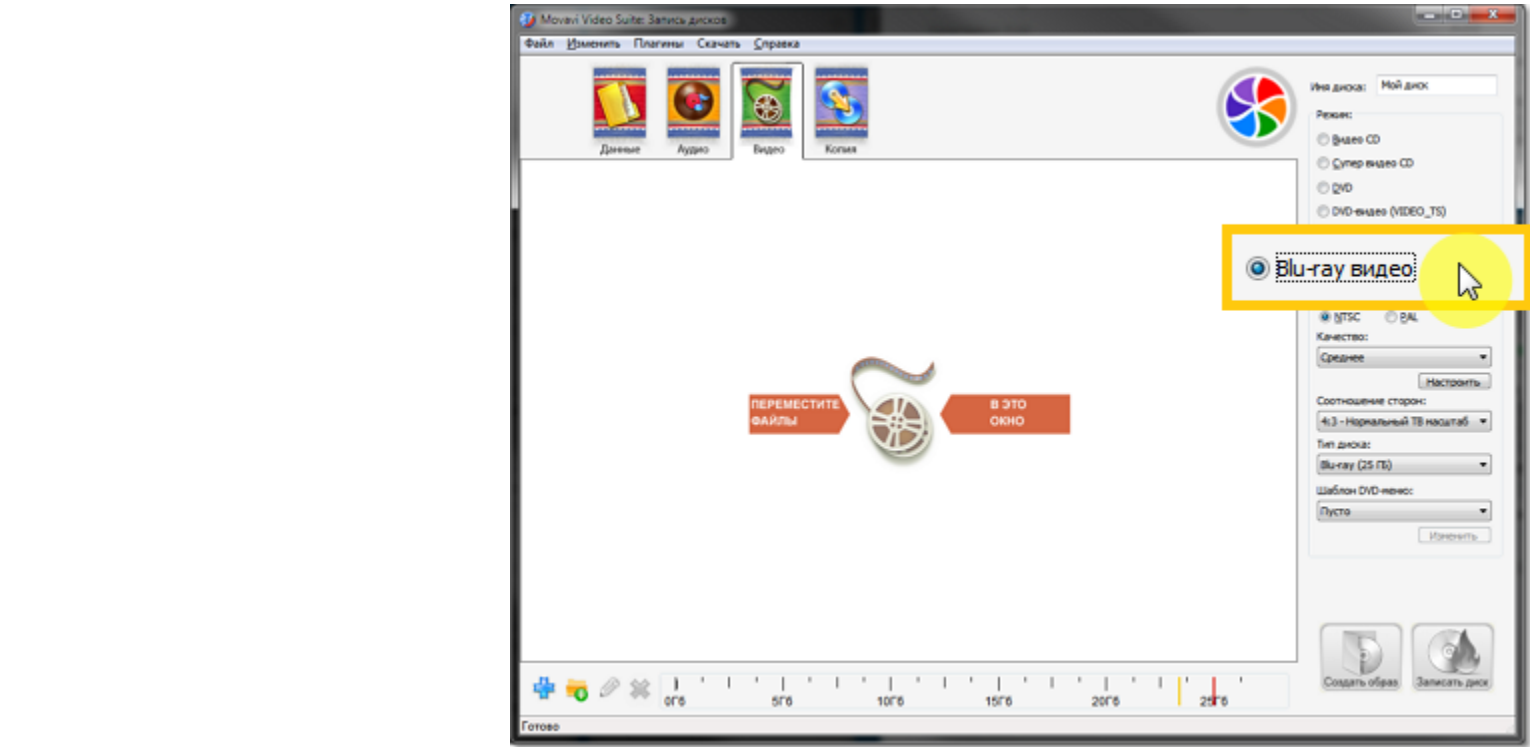 Movavi Video Suite: Запись дисков
Файл Изменить Плагины Скачать Справка
Данные Аудио Видео Копия
Имя диска: Мой диск
Режим:
Видео CD
Супер видео CD
DVD
DVD-видео (VIDEO_TS)
Blu-ray видео
NTSC PAL
Качество:
Среднее
Настроить
Соотношение сторон:
4:3 - Нормальный ТВ масштаб
Тип диска:
Blu-ray (25 ГБ)
Шаблон DVD-меню:
Пусто
Изменить
ПЕРЕМЕСТИТЕ
ФАЙЛЫ
В ЭТО
ОКНО
Создать образ Записать диск
0Гб 5Гб 10Гб 15Гб 20Гб 25Гб
Готово